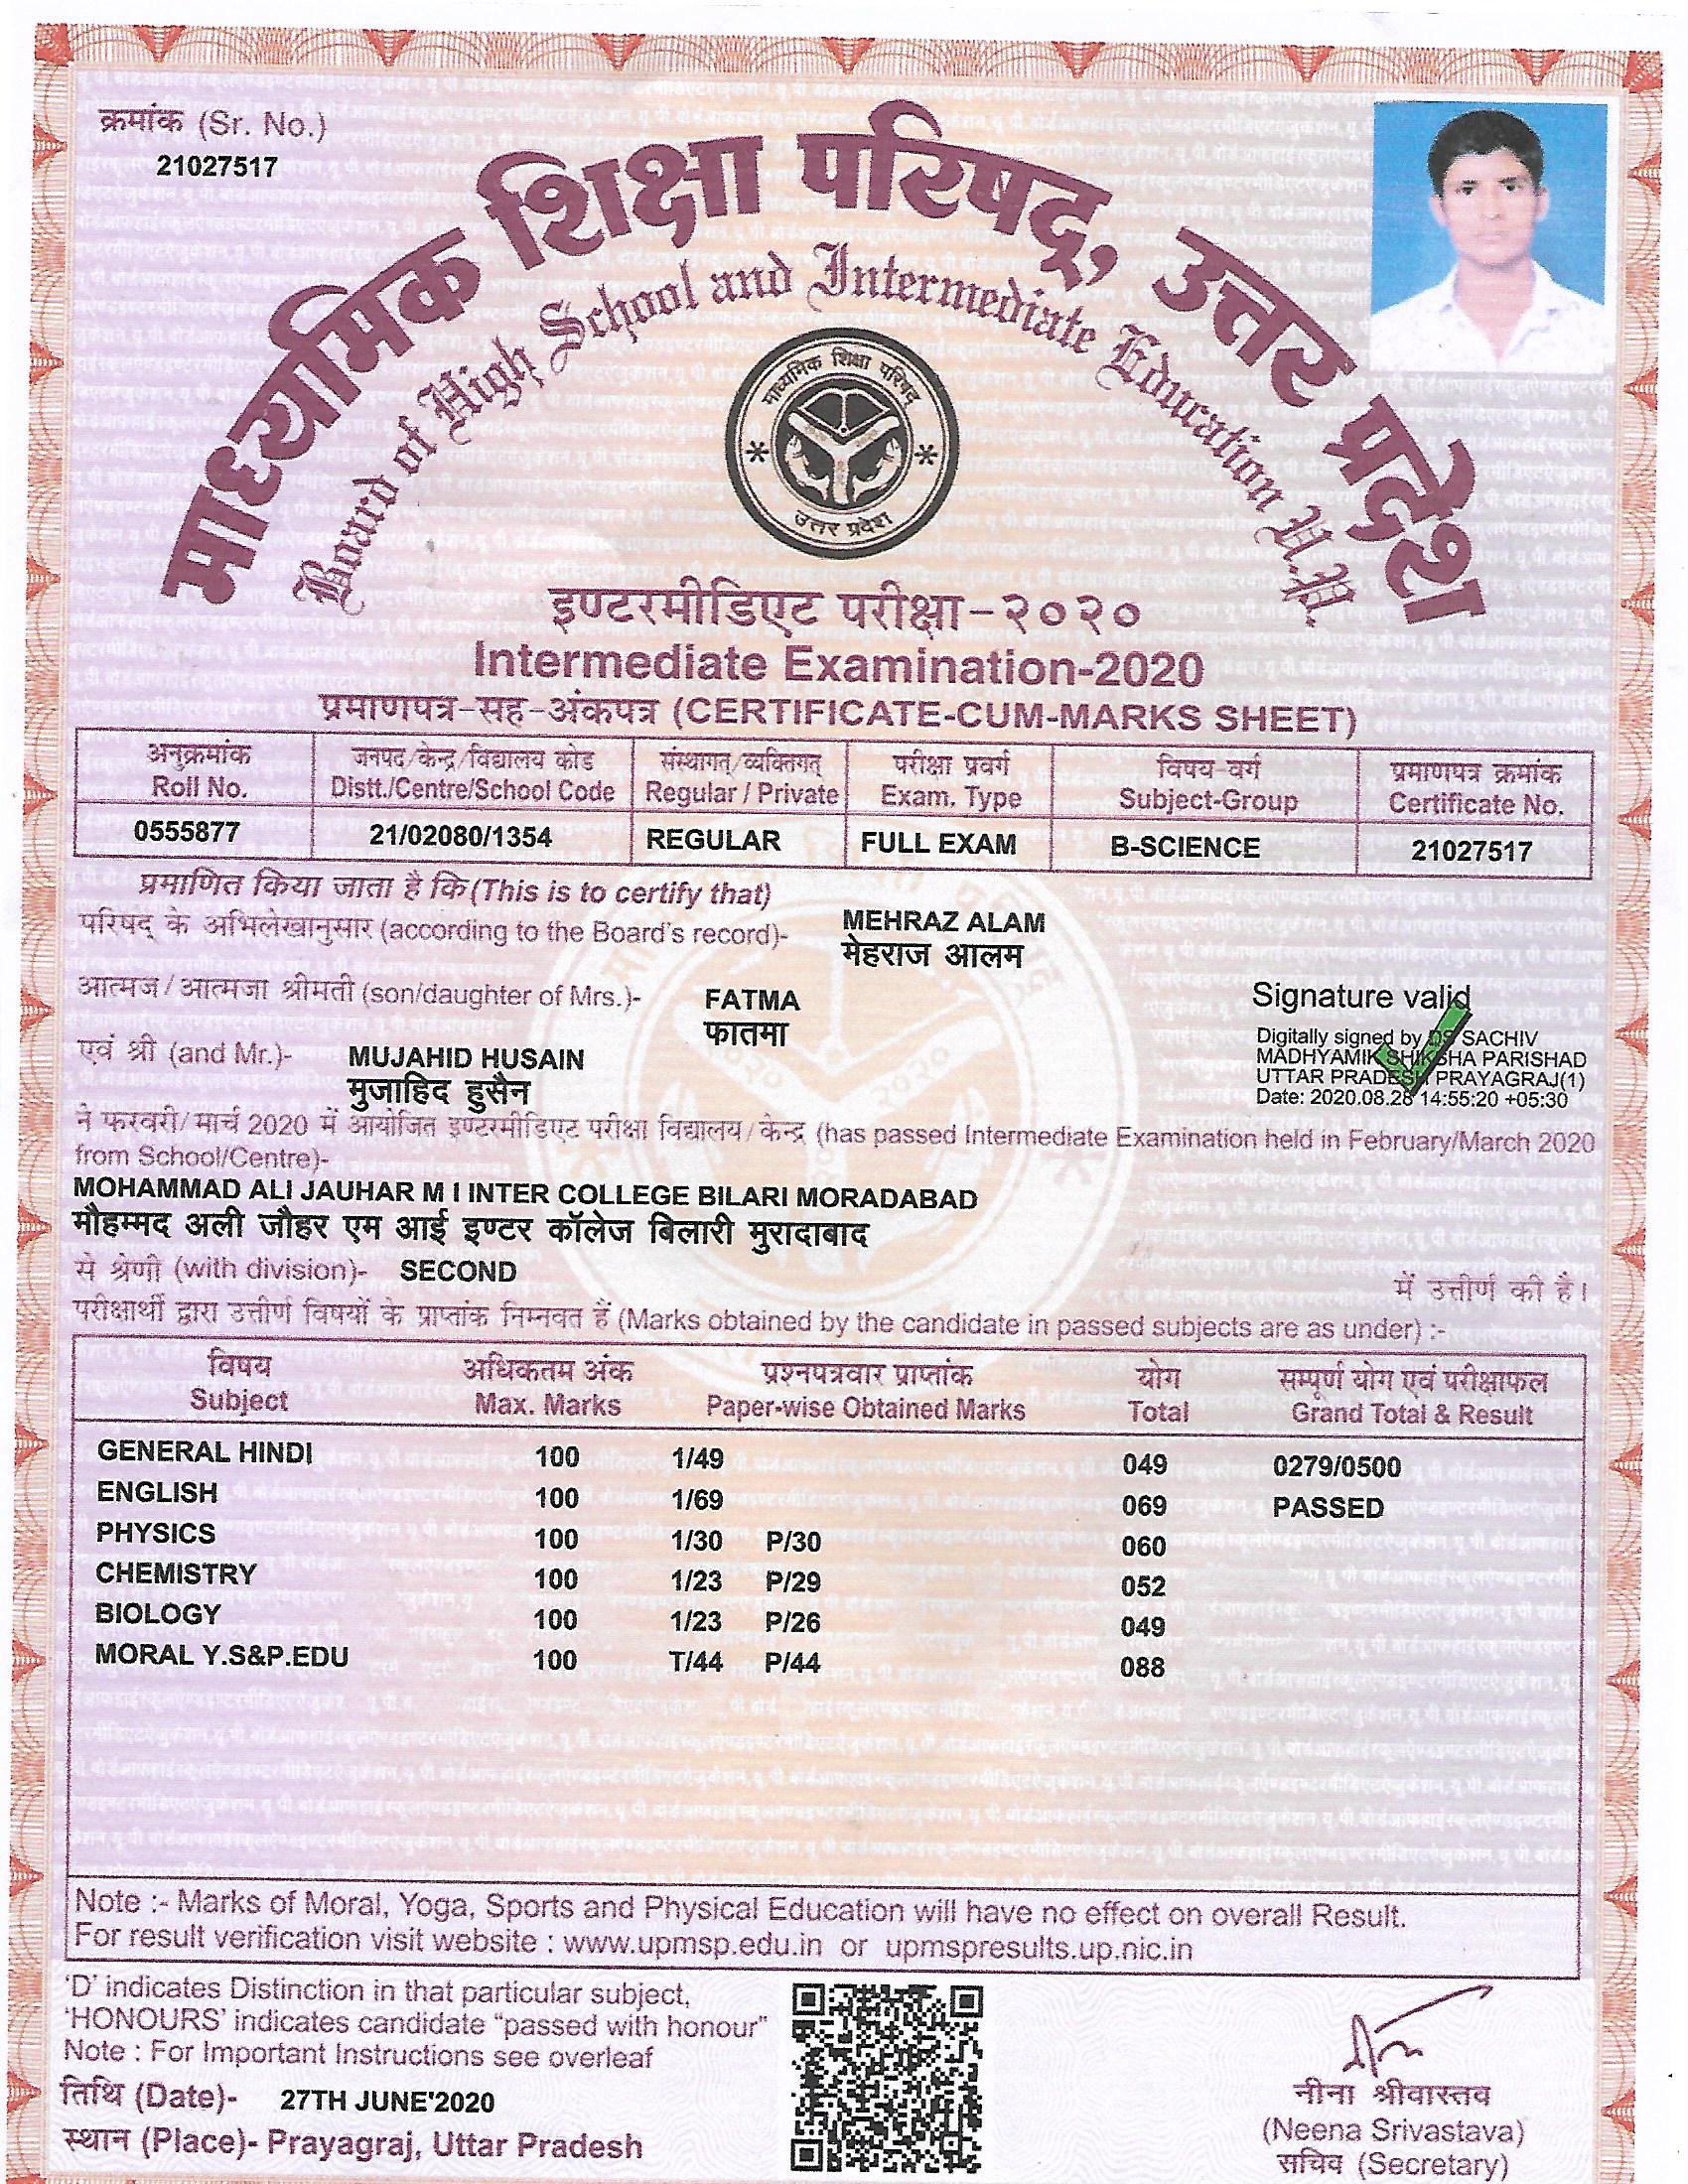 क्रमांक (Sr. No.)
21027517
माध्यमिक शिक्षा परिषद्, उत्तर प्रदेश
Board of High School and Intermediate Education U.P.
माध्यमिक शिक्षा परिषद्
उत्तर प्रदेश
इण्टरमीडिएट परीक्षा-२०२०
Intermediate Examination-2020
प्रमाणपत्र-सह-अंकपत्र (CERTIFICATE-CUM-MARKS SHEET)
अनुक्रमांक जनपद/केन्द्र/विद्यालय कोड संस्थागत/व्यक्तिगत् परीक्षा प्रवर्ग विषय-वर्ग प्रमाणपत्र क्रमांक
Roll No. Distt./Centre/School Code Regular / Private Exam. Type Subject-Group Certificate No.
0555877 21/02080/1354 REGULAR FULL EXAM B-SCIENCE 21027517
प्रमाणित किया जाता है कि (This is to certify that)
परिषद् के अभिलेखानुसार (according to the Board's record)- MEHRAZ ALAM
मेहराज आलम
आत्मज/आत्मजा श्रीमती (son/daughter of Mrs.)- FATMA
फातमा
एवं श्री (and Mr.)- MUJAHID HUSAIN
मुजाहिद हुसैन
Signature valid
Digitally signed by DS SACHIV
MADHYAMIK SHIKSHA PARISHAD
UTTAR PRADESH PRAYAGRAJ(1)
Date: 2020.08.28 14:55:20 +05:30
ने फरवरी/मार्च 2020 में आयोजित इण्टरमीडिएट परीक्षा विद्यालय/केन्द्र (has passed Intermediate Examination held in February/March 2020
from School/Centre)-
MOHAMMAD ALI JAUHAR M I INTER COLLEGE BILARI MORADABAD
मौहम्मद अली जौहर एम आई इण्टर कॉलेज बिलारी मुरादाबाद
से श्रेणी (with division)- SECOND में उत्तीर्ण की है।
परीक्षार्थी द्वारा उत्तीर्ण विषयों के प्राप्तांक निम्नवत हैं (Marks obtained by the candidate in passed subjects are as under) :-
विषय अधिकतम अंक प्रश्नपत्रवार प्राप्तांक योग सम्पूर्ण योग एवं परीक्षाफल
Subject Max. Marks Paper-wise Obtained Marks Total Grand Total & Result
GENERAL HINDI 100 1/49 049 0279/0500
ENGLISH 100 1/69 069 PASSED
PHYSICS 100 1/30 P/30 060
CHEMISTRY 100 1/23 P/29 052
BIOLOGY 100 1/23 P/26 049
MORAL Y.S&P.EDU 100 T/44 P/44 088
Note :- Marks of Moral, Yoga, Sports and Physical Education will have no effect on overall Result.
For result verification visit website : www.upmsp.edu.in or upmspresults.up.nic.in
'D' indicates Distinction in that particular subject,
'HONOURS' indicates candidate "passed with honour"
Note : For Important Instructions see overleaf
तिथि (Date)- 27TH JUNE'2020
स्थान (Place)- Prayagraj, Uttar Pradesh
नीना श्रीवास्तव
(Neena Srivastava)
सचिव (Secretary)